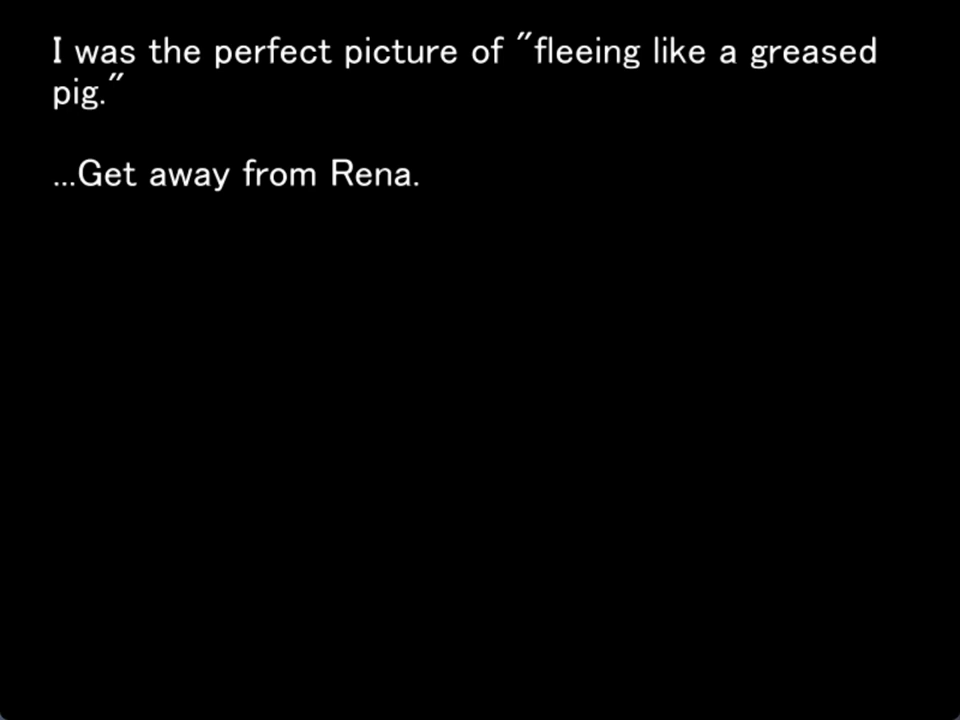 I was the perfect picture of "fleeing like a greased
pig."
...Get away from Rena.